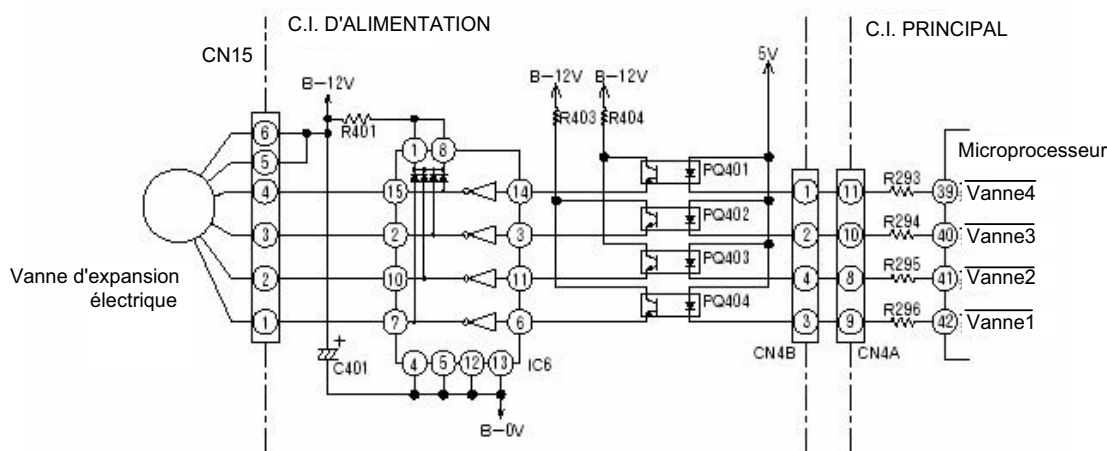 C.I. D'ALIMENTATION
C.I. PRINCIPAL
CN15
5V
B-12V
B-12V
B-12V
R401
R403
R404
6
5
4
3
2
1
1
8
15
14
2
3
10
11
7
6
4
5
12
13
IC6
C401
+
B-0V
PQ401
PQ402
PQ403
PQ404
1
2
4
3
CN4B
11
10
8
9
CN4A
R293
R294
R295
R296
Microprocesseur
39
Vanne4
40
Vanne3
41
Vanne2
42
Vanne1
Vanne d'expansion
électrique